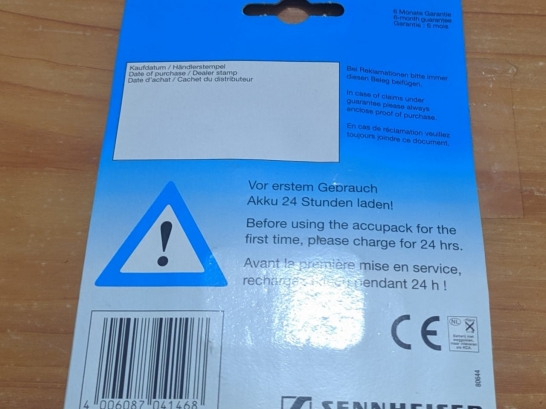 6 Monate Garantie
6-month guarantee
Garantie : 6 mois
Kaufdatum / Händlerstempel
Date of purchase / Dealer stamp
Date d'achat / Cachet du distributeur
Bei Reklamationen bitte immer
diesen Beleg beifügen.
In case of claims under
guarantee please always
enclose proof of purchase.
En cas de réclamation veuillez
toujours joindre ce document.
Vor erstem Gebrauch
Akku 24 Stunden laden!
Before using the accupack for the
first time, please charge for 24 hrs.
Avant la première mise en service,
pendant 24 h !
!
CE
NL
80644
4 006087 041468
SENNHEISER